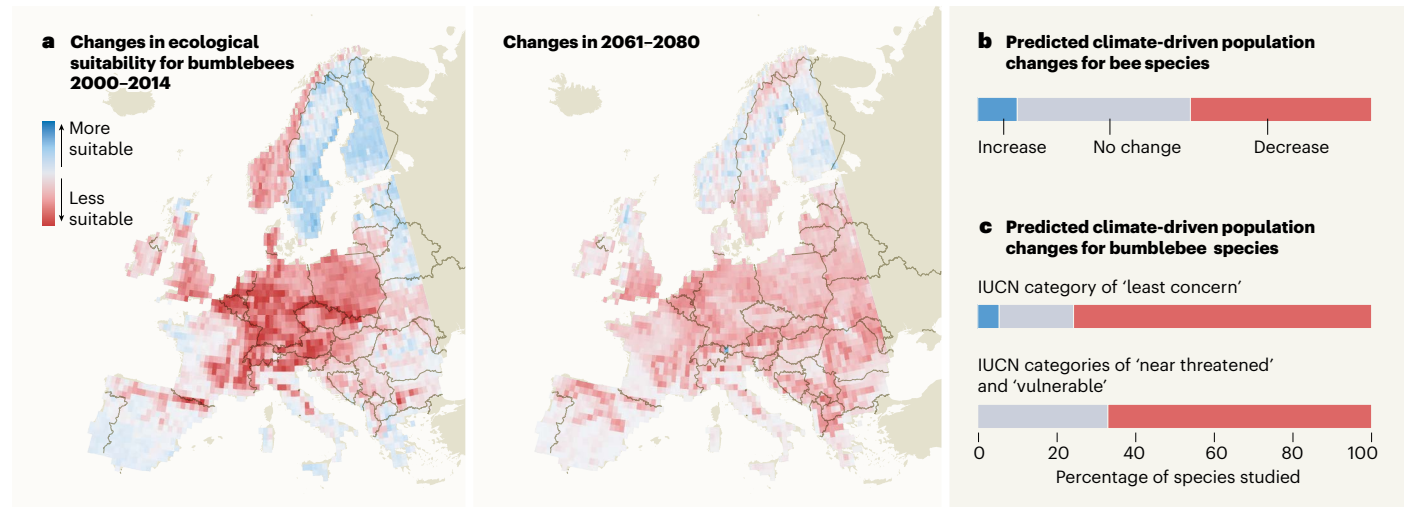 a Changes in ecological
suitability for bumblebees
2000–2014
More
suitable
Less
suitable
Changes in 2061–2080
b Predicted climate-driven population
changes for bee species
Increase No change Decrease
c Predicted climate-driven population
changes for bumblebee species
IUCN category of ‘least concern’
IUCN categories of ‘near threatened’
and ‘vulnerable’
0 20 40 60 80 100
Percentage of species studied